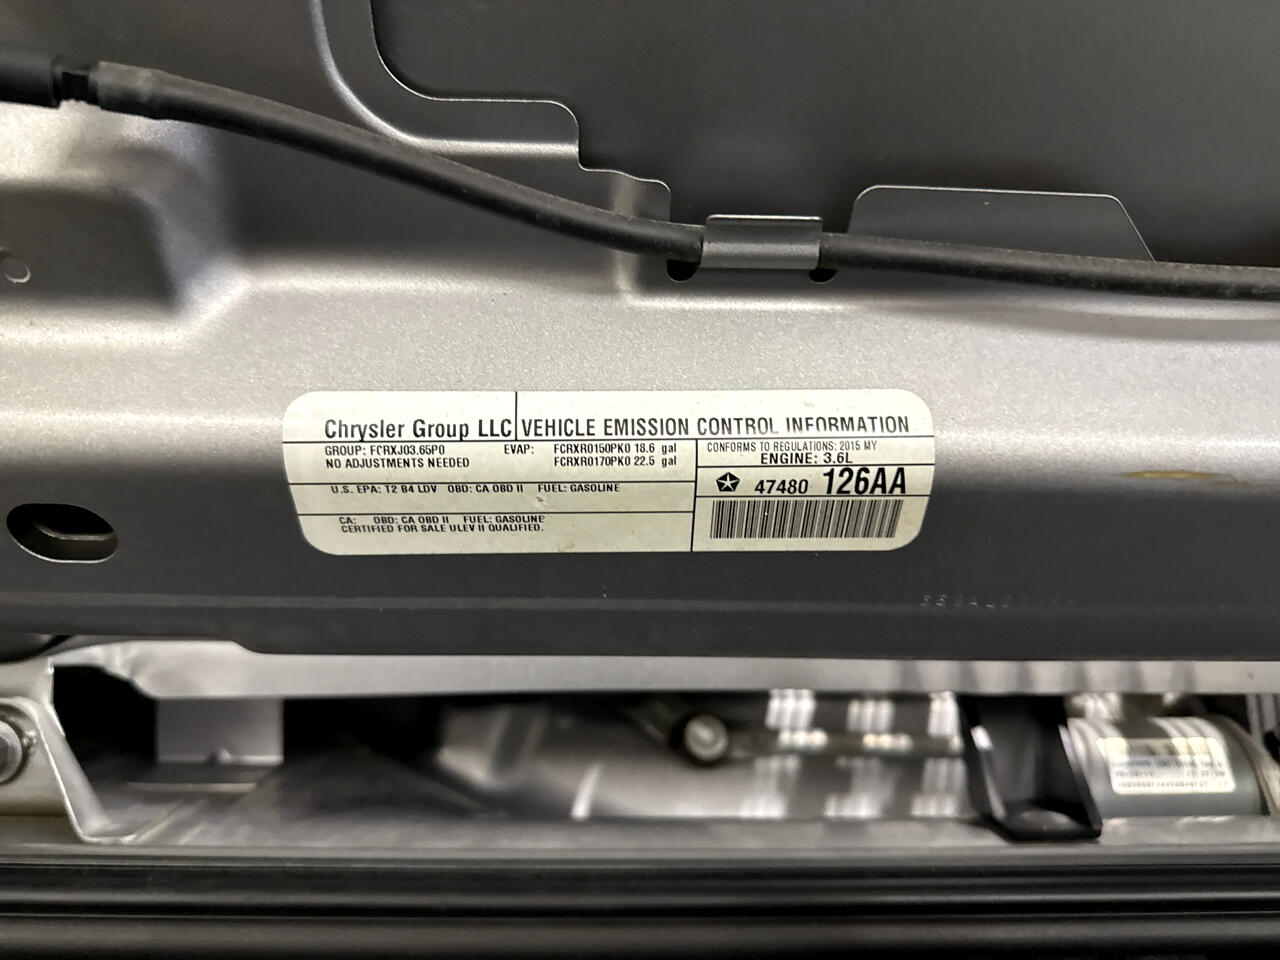 Chrysler Group LLC VEHICLE EMISSION CONTROL INFORMATION
GROUP: FCRXJ03.65P0 EVAP: FCRXR0150PK0 18.6 gal
NO ADJUSTMENTS NEEDED FCRXR0170PK0 22.5 gal
CONFORMS TO REGULATIONS: 2015 MY
ENGINE: 3.6L
47480 126AA
U.S. EPA: T2 B4 LDV OBD: CA OBD II FUEL: GASOLINE
CA: OBD: CA OBD II FUEL: GASOLINE
CERTIFIED FOR SALE ULEV II QUALIFIED.